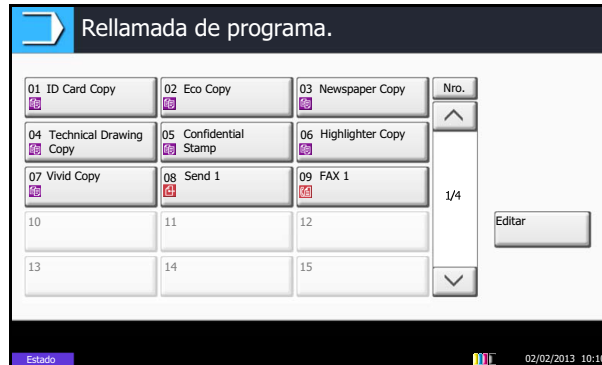 Rellamada de programa.
01 ID Card Copy
02 Eco Copy
03 Newspaper Copy
Nro.
04 Technical Drawing
Copy
05 Confidential
Stamp
06 Highlighter Copy
07 Vivid Copy
08 Send 1
09 FAX 1
1/4
10
11
12
Editar
13
14
15
Estado
02/02/2013 10:10